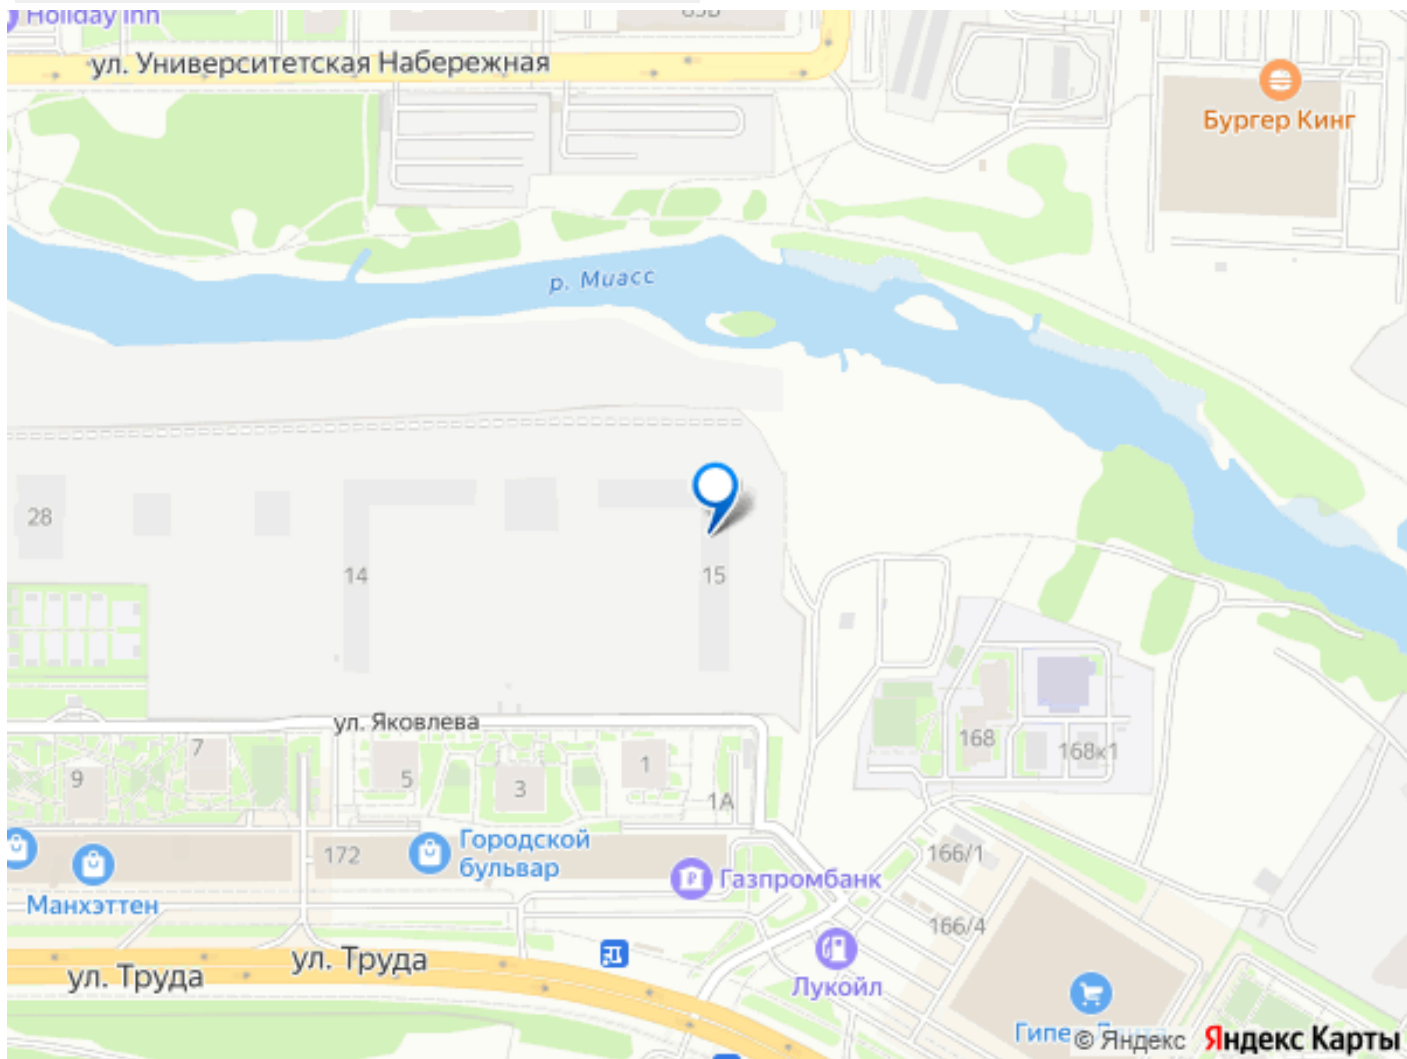 Holiday Inn
ул. Университетская Набережная
Бургер Кинг
р. Миасс
28
14
15
ул. Яковлева
7
9
5
3
1
1А
168
168к1
172
Городской
бульвар
Манхэттен
Газпромбанк
166/1
166/4
ул. Труда
ул. Труда
Лукойл
© Яндекс Яндекс Карты